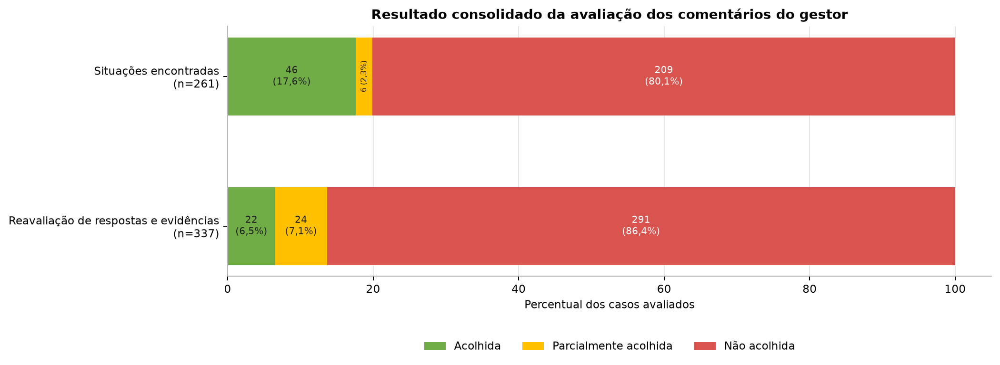 Resultado consolidado da avaliação dos comentários do gestor
Situações encontradas
(n=261)
46
(17,6%)
6 (2,3%)
209
(80,1%)
Reavaliação de respostas e evidências
(n=337)
22
(6,5%)
24
(7,1%)
291
(86,4%)
0 20 40 60 80 100
Percentual dos casos avaliados
Acolhida Parcialmente acolhida Não acolhida